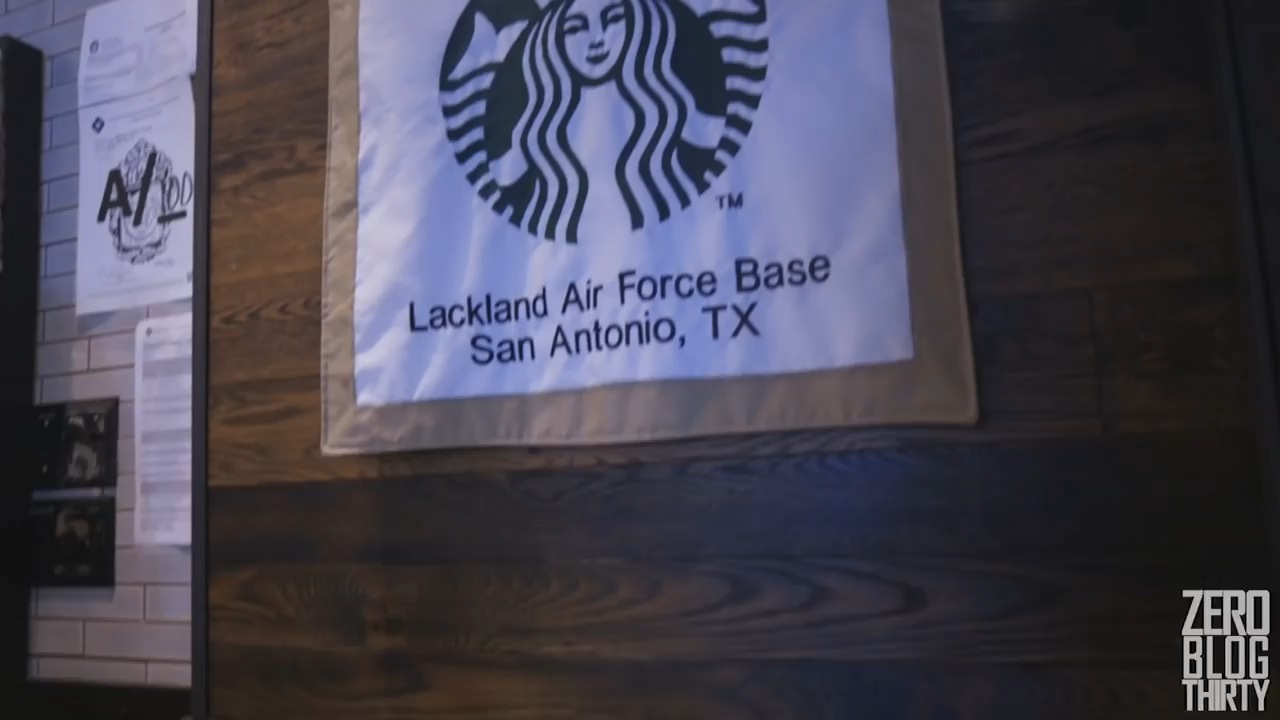 A/100
TM
Lackland Air Force Base
San Antonio, TX
ZERO
BLOG
THIRTY